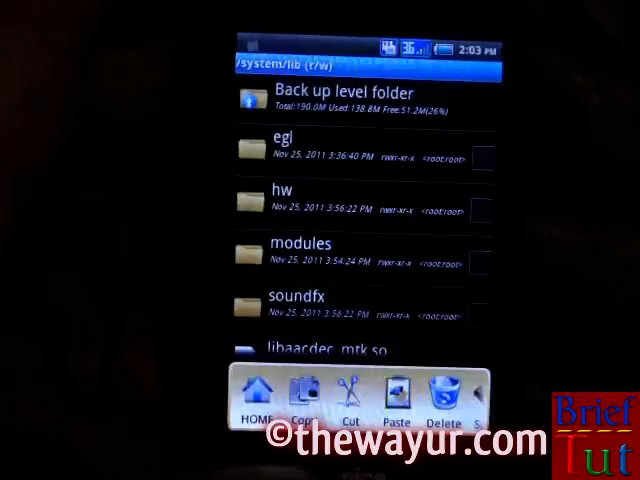 3G 2:03 PM
/system/lib (r/w)
Back up level folder
Total:190.0M Used:138.8M Free:51.2M(26%)
egl
Nov 25, 2011 3:36:40 PM rwxr-xr-x <root:root>
hw
Nov 25, 2011 3:56:22 PM rwxr-xr-x <root:root>
modules
Nov 25, 2011 3:54:24 PM rwxr-xr-x <root:root>
soundfx
Nov 25, 2011 3:56:22 PM rwxr-xr-x <root:root>
libaacdec_mtk.so
HOME Copy Cut Paste Delete
©thewayur.com
Brief
Tut